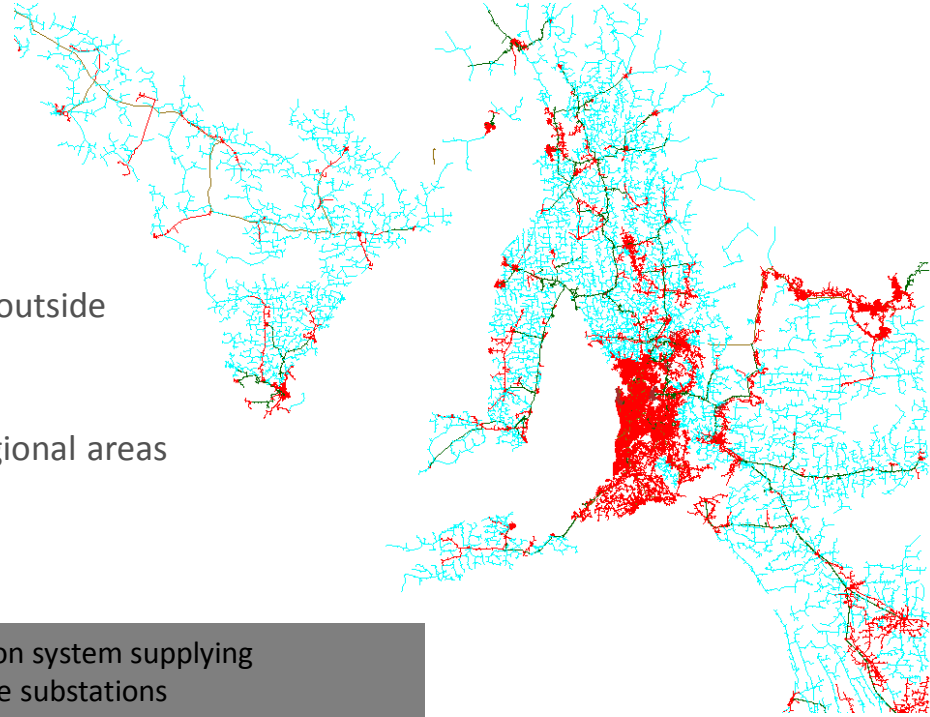 outside
gional areas
on system supplying
e substations